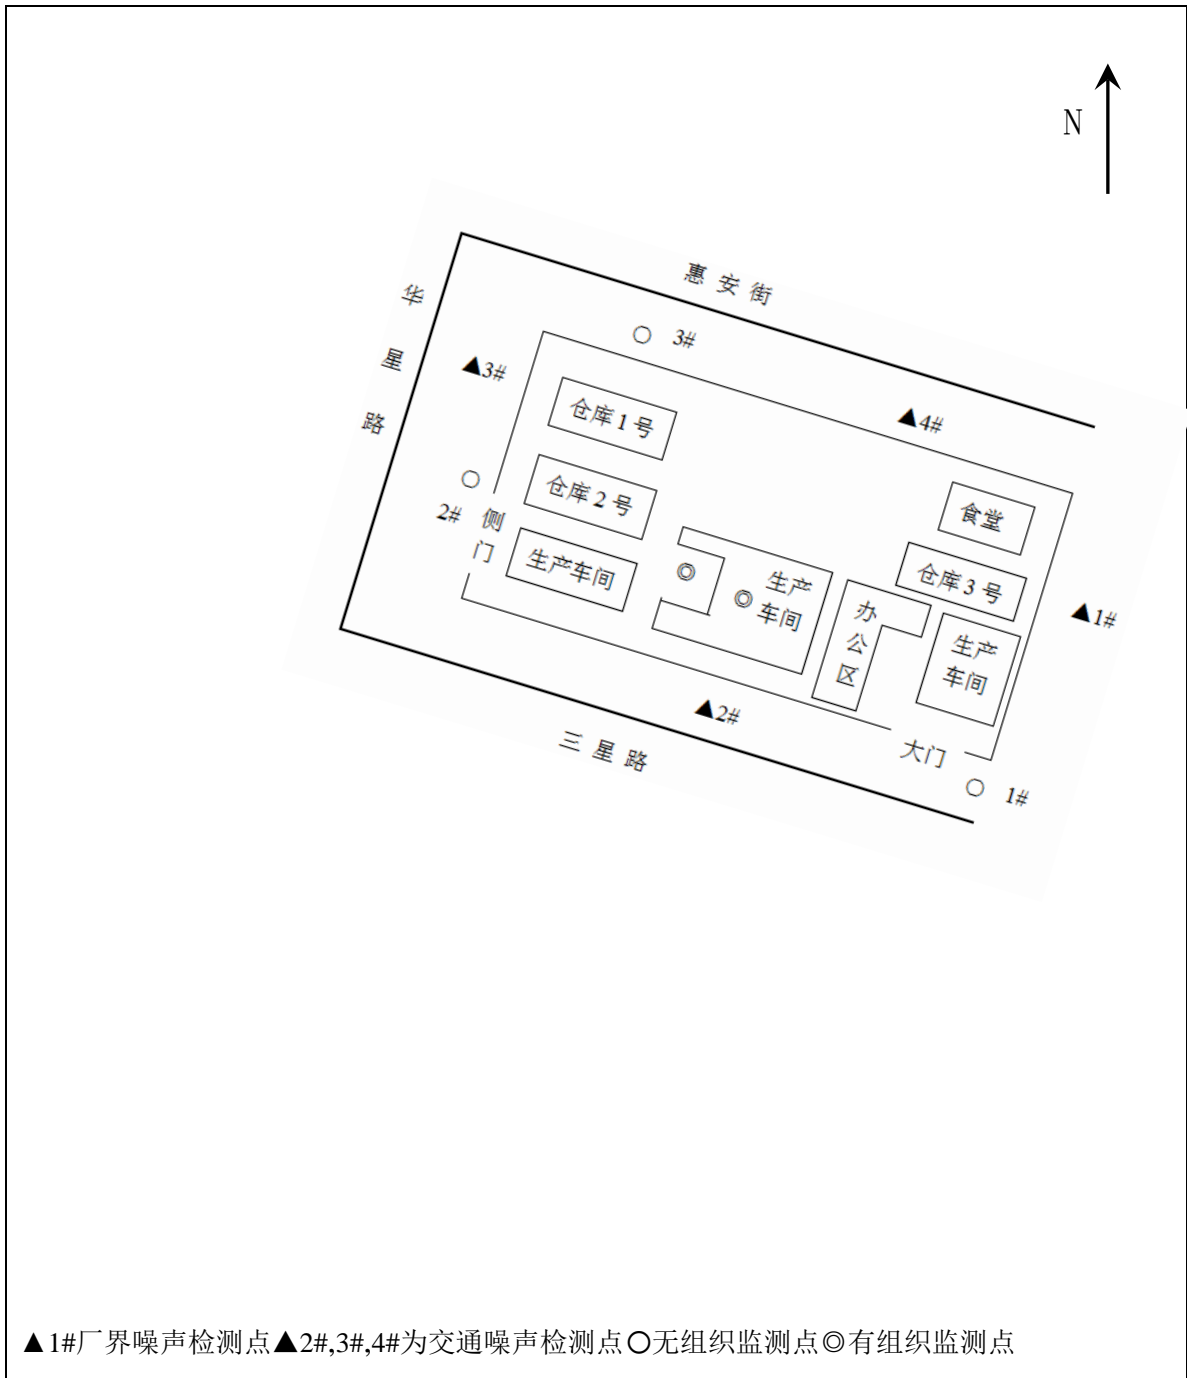 N
惠安街
华星路
○ 3#
▲3#
仓库1号
▲4#
○
2#
仓库2号
侧门
食堂
生产车间
◎
◎
生产
车间
仓库3号
办公区
▲1#
生产
车间
▲2#
三星路
大门
○ 1#
▲1#厂界噪声检测点▲2#,3#,4#为交通噪声检测点○无组织监测点◎有组织监测点